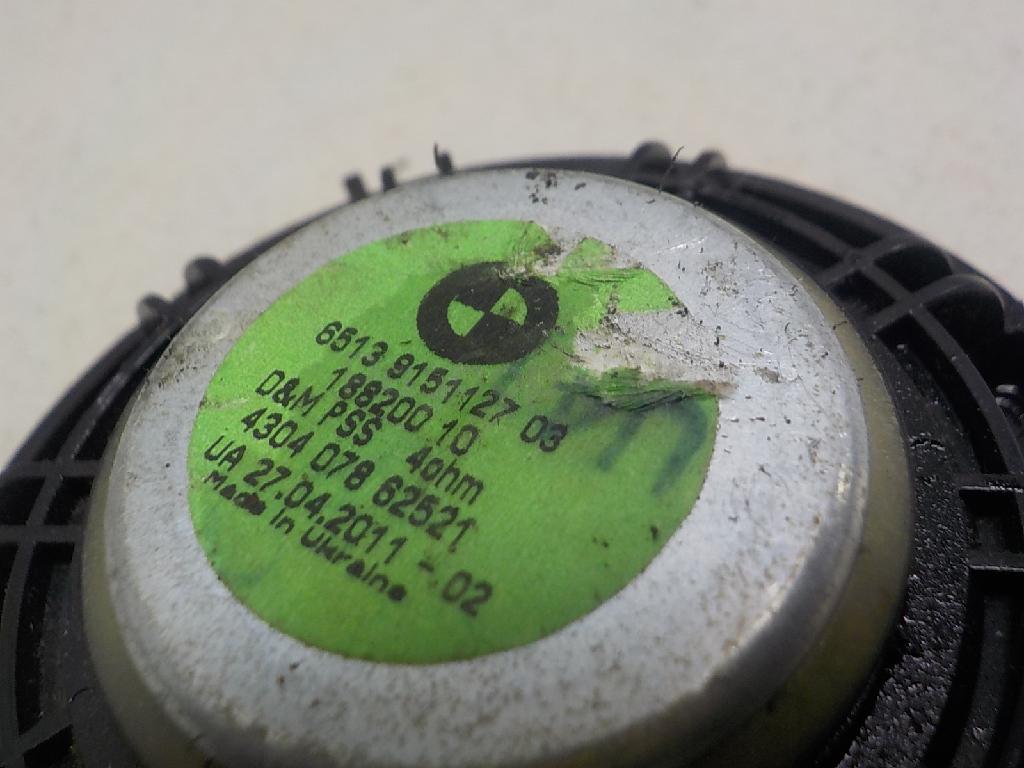 6513 9151127 03
188200 10
D&M PSS 4ohm
4304 078 62521
UA 27.04.2011 - 02
Made in Ukraine